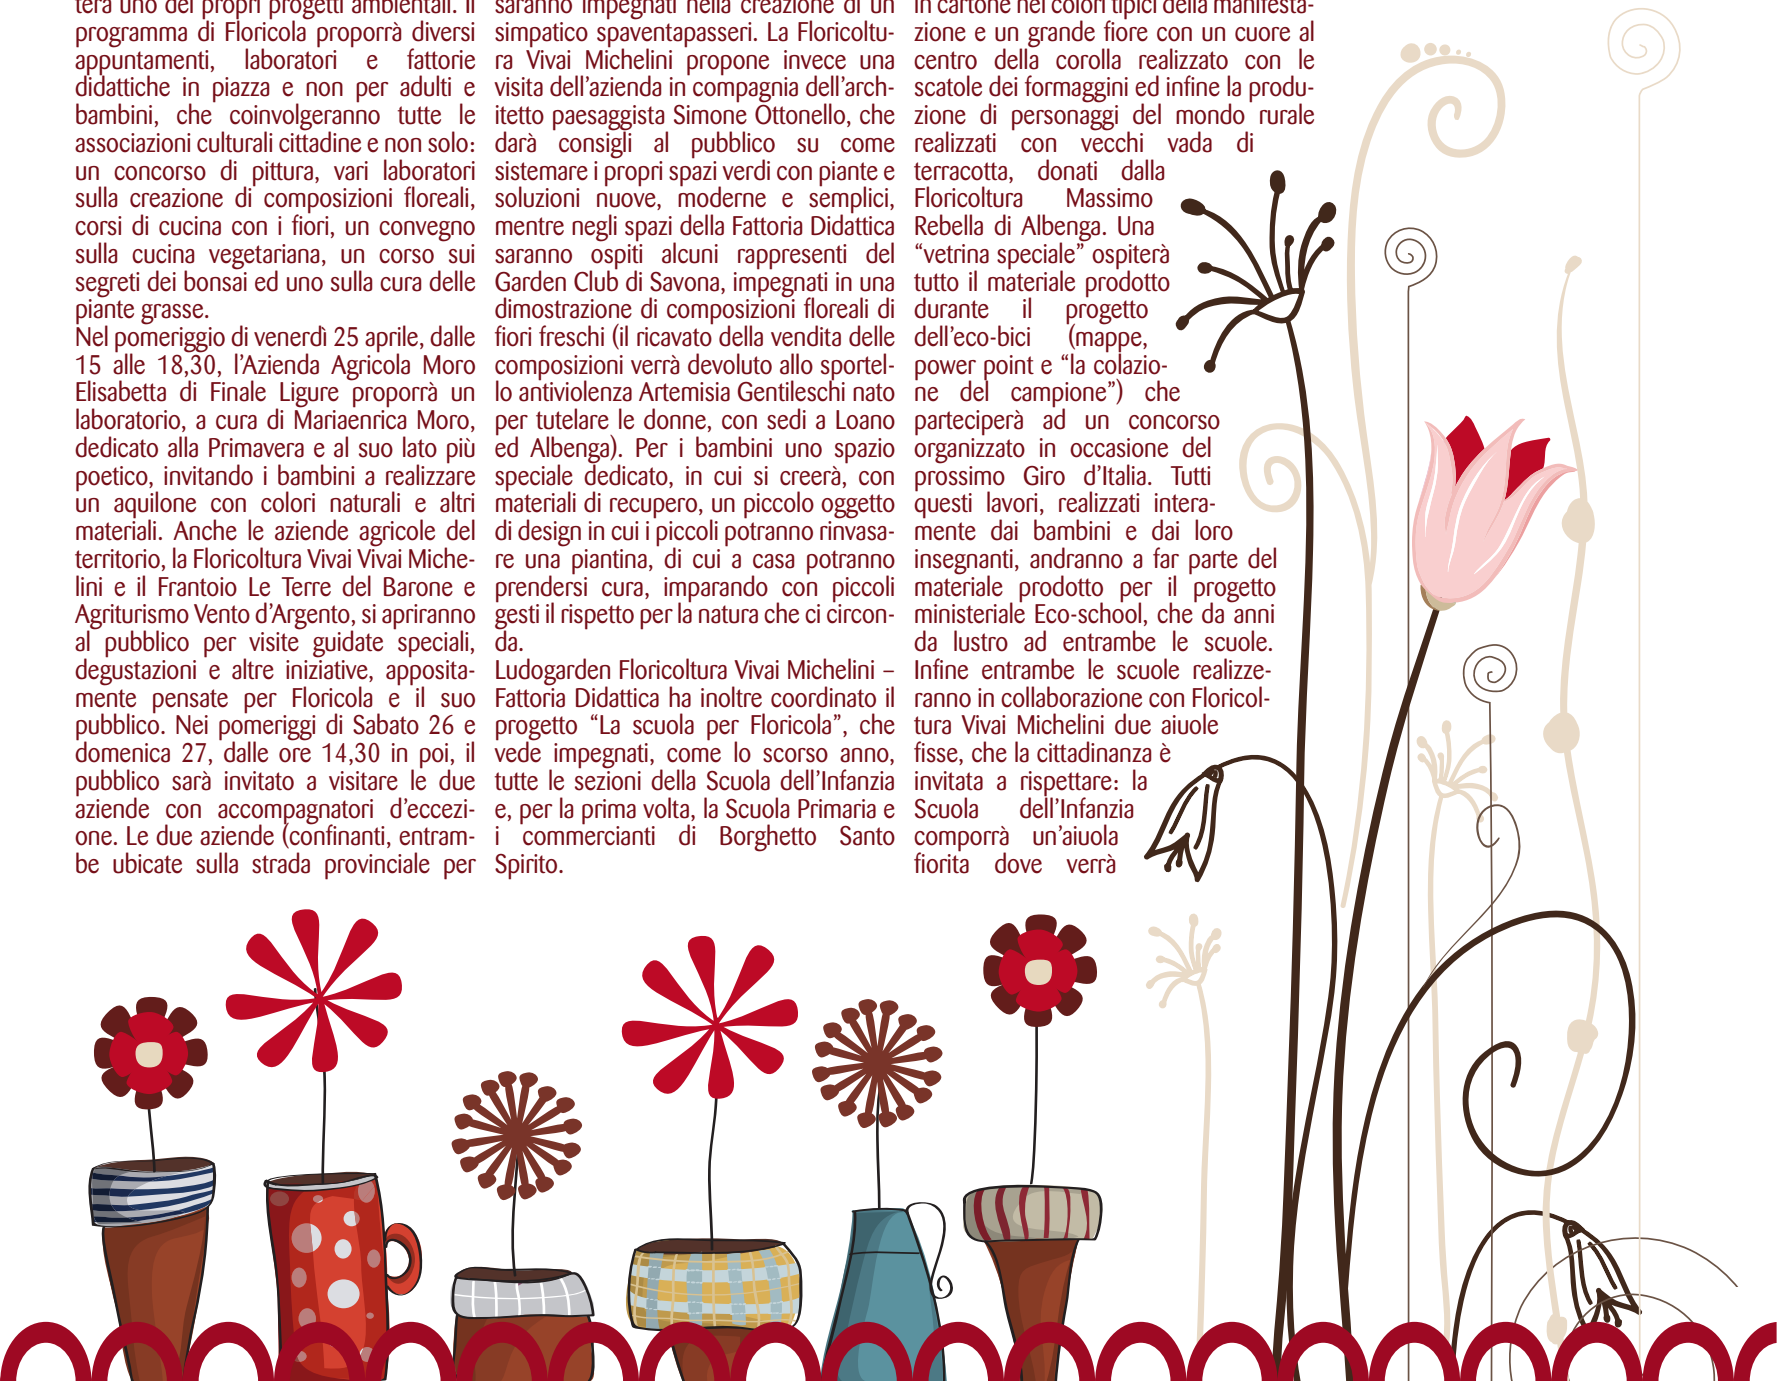 terà uno dei propri progetti ambientali. Il
programma di Floricola proporrà diversi
appuntamenti, laboratori e fattorie
didattiche in piazza e non per adulti e
bambini, che coinvolgeranno tutte le
associazioni culturali cittadine e non solo:
un concorso di pittura, vari laboratori
sulla creazione di composizioni floreali,
corsi di cucina con i fiori, un convegno
sulla cucina vegetariana, un corso sui
segreti dei bonsai ed uno sulla cura delle
piante grasse.
Nel pomeriggio di venerdì 25 aprile, dalle
15 alle 18,30, l'Azienda Agricola Moro
Elisabetta di Finale Ligure proporrà un
laboratorio, a cura di Mariaenrica Moro,
dedicato alla Primavera e al suo lato più
poetico, invitando i bambini a realizzare
un aquilone con colori naturali e altri
materiali. Anche le aziende agricole del
territorio, la Floricoltura Vivai Vivai Miche-
lini e il Frantoio Le Terre del Barone e
Agriturismo Vento d'Argento, si apriranno
al pubblico per visite guidate speciali,
degustazioni e altre iniziative, apposita-
mente pensate per Floricola e il suo
pubblico. Nei pomeriggi di Sabato 26 e
domenica 27, dalle ore 14,30 in poi, il
pubblico sarà invitato a visitare le due
aziende con accompagnatori d'eccezi-
one. Le due aziende (confinanti, entram-
be ubicate sulla strada provinciale per
saranno impegnati nella creazione di un
simpatico spaventapasseri. La Floricoltu-
ra Vivai Michelini propone invece una
visita dell'azienda in compagnia dell'arch-
itetto paesaggista Simone Ottonello, che
darà consigli al pubblico su come
sistemare i propri spazi verdi con piante e
soluzioni nuove, moderne e semplici,
mentre negli spazi della Fattoria Didattica
saranno ospiti alcuni rappresenti del
Garden Club di Savona, impegnati in una
dimostrazione di composizioni floreali di
fiori freschi (il ricavato della vendita delle
composizioni verrà devoluto allo sportel-
lo antiviolenza Artemisia Gentileschi nato
per tutelare le donne, con sedi a Loano
ed Albenga). Per i bambini uno spazio
speciale dedicato, in cui si creerà, con
materiali di recupero, un piccolo oggetto
di design in cui i piccoli potranno rinvasa-
re una piantina, di cui a casa potranno
prendersi cura, imparando con piccoli
gesti il rispetto per la natura che ci circon-
da.
Ludogarden Floricoltura Vivai Michelini –
Fattoria Didattica ha inoltre coordinato il
progetto “La scuola per Floricola”, che
vede impegnati, come lo scorso anno,
tutte le sezioni della Scuola dell'Infanzia
e, per la prima volta, la Scuola Primaria e
i commercianti di Borghetto Santo
Spirito.
in cartone nei colori tipici della manifesta-
zione e un grande fiore con un cuore al
centro della corolla realizzato con le
scatole dei formaggini ed infine la produ-
zione di personaggi del mondo rurale
realizzati con vecchi vada di
terracotta, donati dalla
Floricoltura Massimo
Rebella di Albenga. Una
“vetrina speciale” ospiterà
tutto il materiale prodotto
durante il progetto
dell'eco-bici (mappe,
power point e “la colazio-
ne del campione”) che
parteciperà ad un concorso
organizzato in occasione del
prossimo Giro d'Italia. Tutti
questi lavori, realizzati intera-
mente dai bambini e dai loro
insegnanti, andranno a far parte del
materiale prodotto per il progetto
ministeriale Eco-school, che da anni
da lustro ad entrambe le scuole.
Infine entrambe le scuole realizze-
ranno in collaborazione con Floricol-
tura Vivai Michelini due aiuole
fisse, che la cittadinanza è
invitata a rispettare: la
Scuola dell'Infanzia
comporrà un'aiuola
fiorita dove verrà